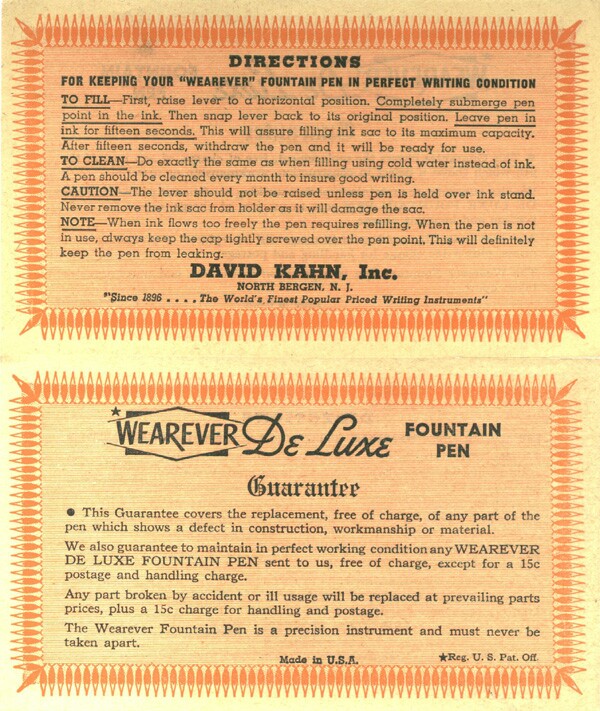 DIRECTIONS
FOR KEEPING YOUR "WEAREVER" FOUNTAIN PEN IN PERFECT WRITING CONDITION
TO FILL—First, raise lever to a horizontal position. Completely submerge pen
point in the ink. Then snap lever back to its original position. Leave pen in
ink for fifteen seconds. This will assure filling ink sac to its maximum capacity.
After fifteen seconds, withdraw the pen and it will be ready for use.
TO CLEAN—Do exactly the same as when filling using cold water instead of ink.
A pen should be cleaned every month to insure good writing.
CAUTION—The lever should not be raised unless pen is held over ink stand.
Never remove the ink sac from holder as it will damage the sac.
NOTE—When ink flows too freely the pen requires refilling. When the pen is not
in use, always keep the cap tightly screwed over the pen point. This will definitely
keep the pen from leaking.
DAVID KAHN, Inc.
NORTH BERGEN, N. J.
"Since 1896 . . . . The World's Finest Popular Priced Writing Instruments"
★WEAREVER De Luxe FOUNTAIN
PEN
Guarantee
● This Guarantee covers the replacement, free of charge, of any part of the
pen which shows a defect in construction, workmanship or material.
We also guarantee to maintain in perfect working condition any WEAREVER
DE LUXE FOUNTAIN PEN sent to us, free of charge, except for a 15c
postage and handling charge.
Any part broken by accident or ill usage will be replaced at prevailing parts
prices, plus a 15c charge for handling and postage.
The Wearever Fountain Pen is a precision instrument and must never be
taken apart.
Made in U.S.A. ★Reg. U. S. Pat. Off.